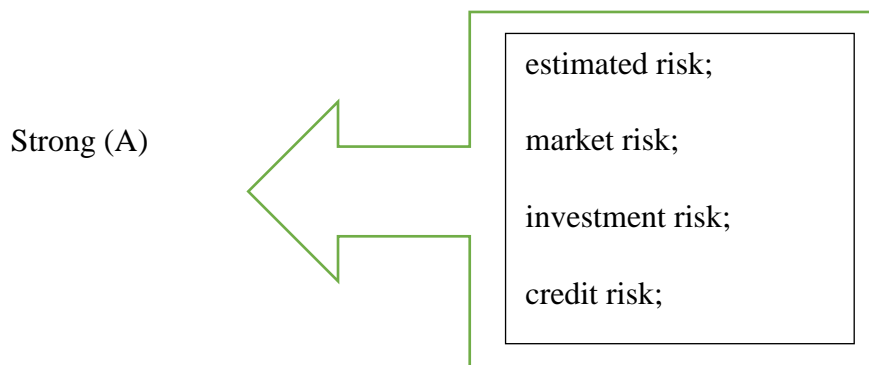 Strong (A)
estimated risk;
market risk;
investment risk;
credit risk;